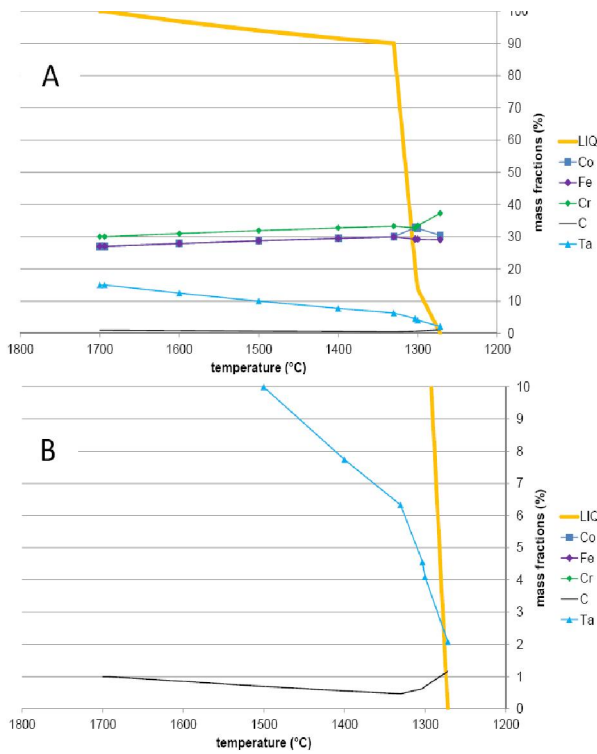 100
90
80
70
60
50
40
30
20
10
0
A
mass fractions (%)
LIQ
Co
Fe
Cr
C
Ta
1800 1700 1600 1500 1400 1300 1200
temperature (°C)
10
9
8
7
6
5
4
3
2
1
0
B
mass fractions (%)
LIQ
Co
Fe
Cr
C
Ta
1800 1700 1600 1500 1400 1300 1200
temperature (°C)